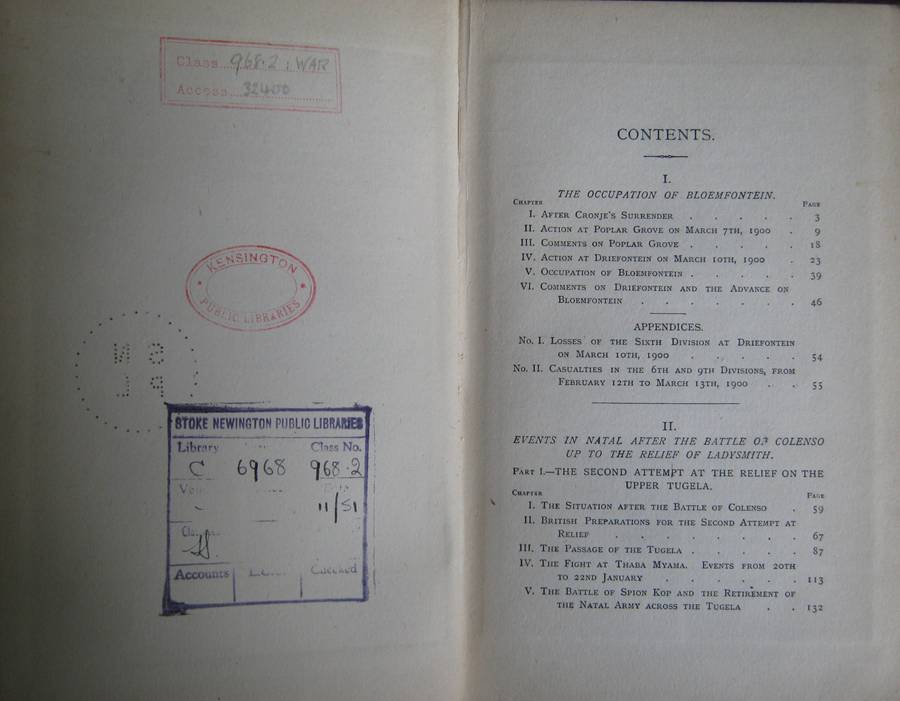 Class 968.2 : WAR
Access 32400
KENSINGTON
PUBLIC LIBRARIES
STOKE NEWINGTON PUBLIC LIBRARIES
Library Class No.
C 6968 968.2
11/51
Accounts
CONTENTS.
I.
THE OCCUPATION OF BLOEMFONTEIN.
CHAPTER PAGE
I. AFTER CRONJE'S SURRENDER . . . . . 3
II. ACTION AT POPLAR GROVE ON MARCH 7TH, 1900 . 9
III. COMMENTS ON POPLAR GROVE . . . . . 18
IV. ACTION AT DRIEFONTEIN ON MARCH 10TH, 1900 . 23
V. OCCUPATION OF BLOEMFONTEIN . . . . . 39
VI. COMMENTS ON DRIEFONTEIN AND THE ADVANCE ON
BLOEMFONTEIN . . . . . . . 46
APPENDICES.
No. I. LOSSES OF THE SIXTH DIVISION AT DRIEFONTEIN
ON MARCH 10TH, 1900 . . . . . 54
No. II. CASUALTIES IN THE 6TH AND 9TH DIVISIONS, FROM
FEBRUARY 12TH TO MARCH 13TH, 1900 . . 55
II.
EVENTS IN NATAL AFTER THE BATTLE OF COLENSO
UP TO THE RELIEF OF LADYSMITH.
PART I.—THE SECOND ATTEMPT AT THE RELIEF ON THE
UPPER TUGELA.
CHAPTER PAGE
I. THE SITUATION AFTER THE BATTLE OF COLENSO . 59
II. BRITISH PREPARATIONS FOR THE SECOND ATTEMPT AT
RELIEF . . . . . . . 67
III. THE PASSAGE OF THE TUGELA . . . . . 87
IV. THE FIGHT AT THABA MYAMA. EVENTS FROM 20TH
TO 22ND JANUARY . . . . . . 113
V. THE BATTLE OF SPION KOP AND THE RETIREMENT OF
THE NATAL ARMY ACROSS THE TUGELA . . 132